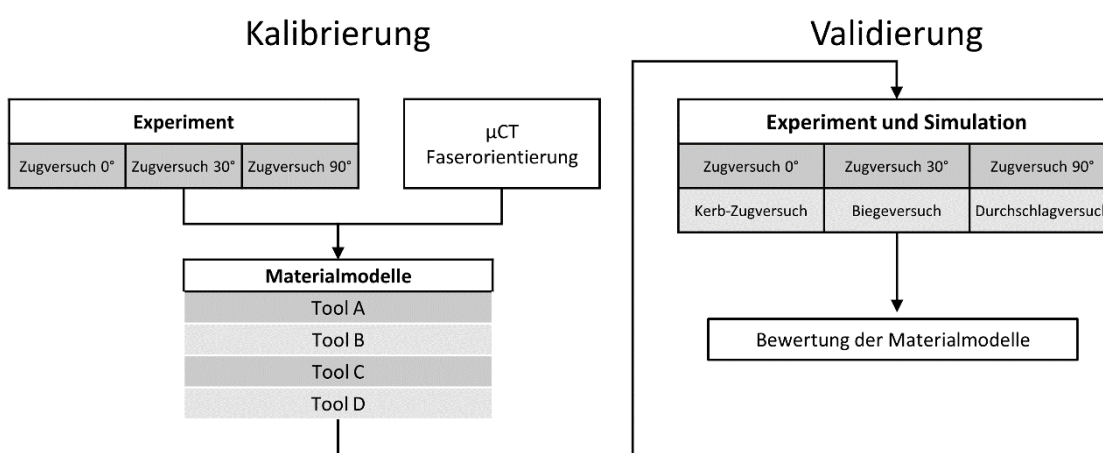 Kalibrierung
Experiment
Zugversuch 0°
Zugversuch 30°
Zugversuch 90°
µCT
Faserorientierung
Materialmodelle
Tool A
Tool B
Tool C
Tool D
Validierung
Experiment und Simulation
Zugversuch 0°
Zugversuch 30°
Zugversuch 90°
Kerb-Zugversuch
Biegeversuch
Durchschlagversuch
Bewertung der Materialmodelle